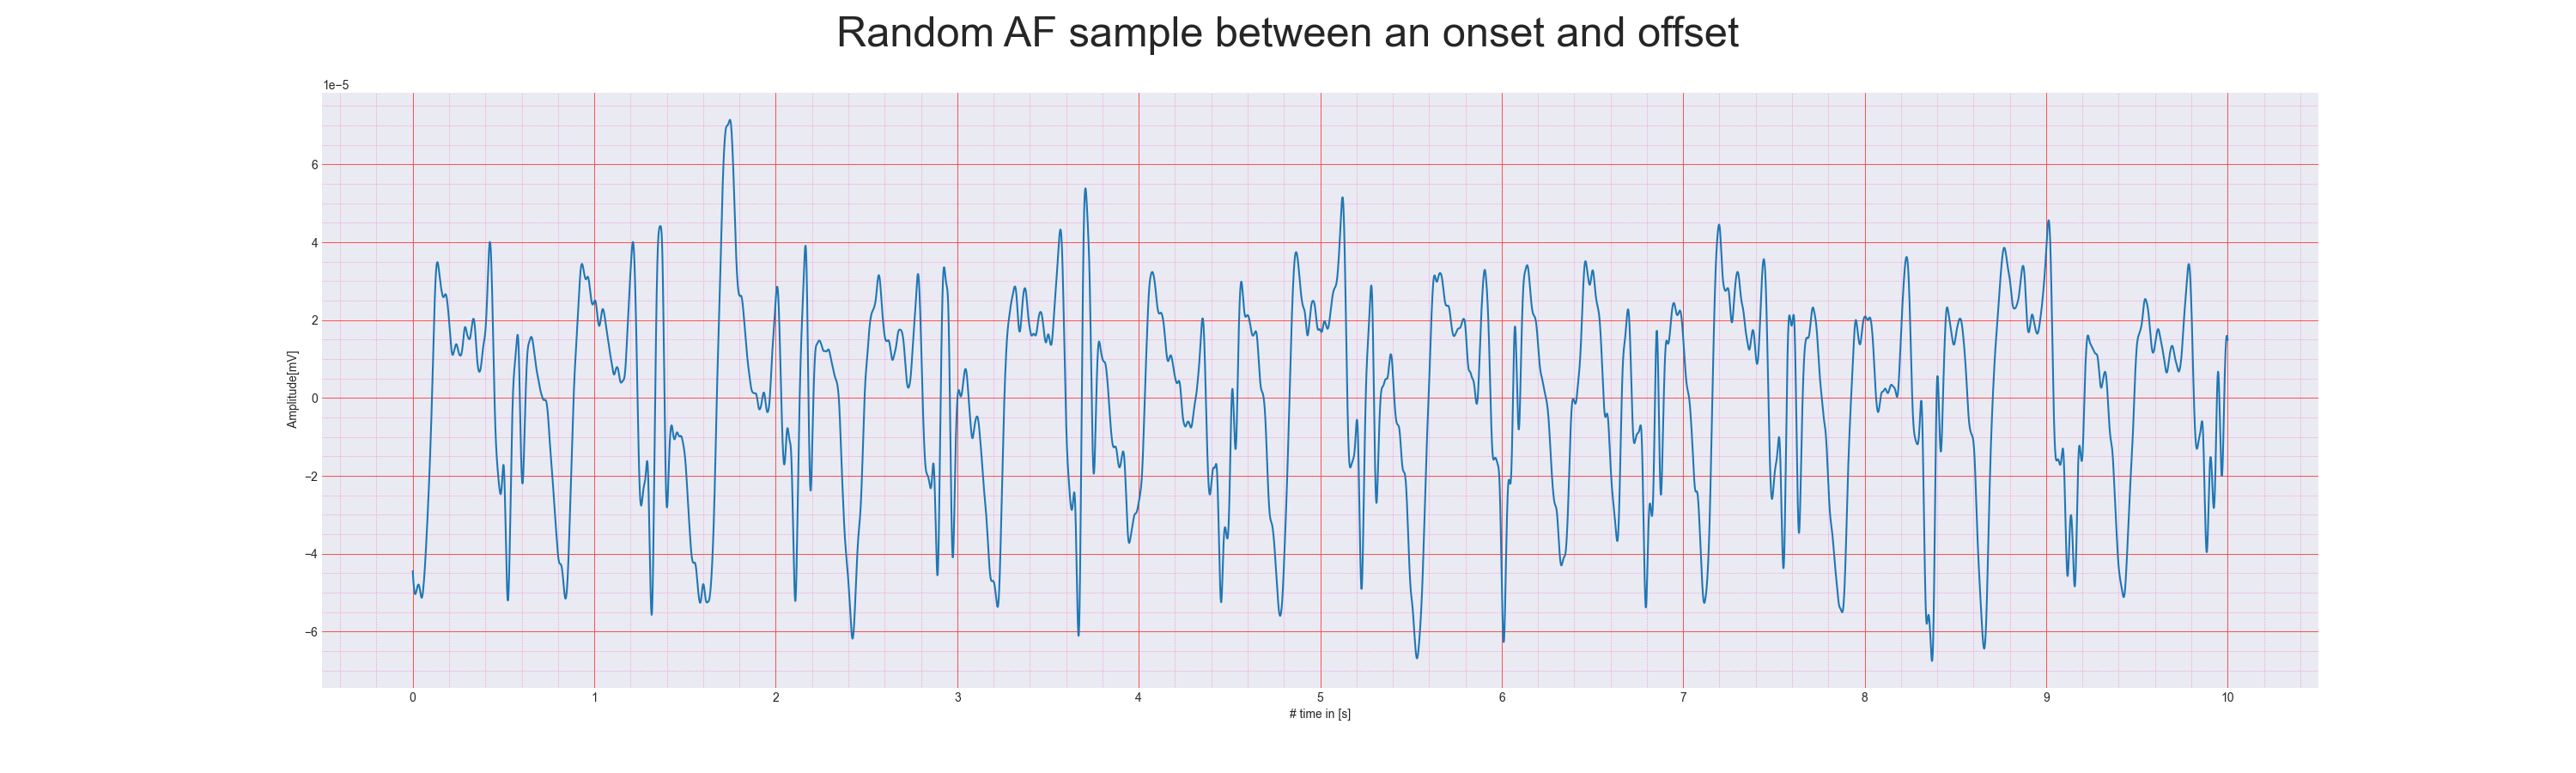 Random AF sample between an onset and offset
1e−5
6
4
2
0
−2
−4
−6
Amplitude[mV]
0 1 2 3 4 5 6 7 8 9 10
# time in [s]